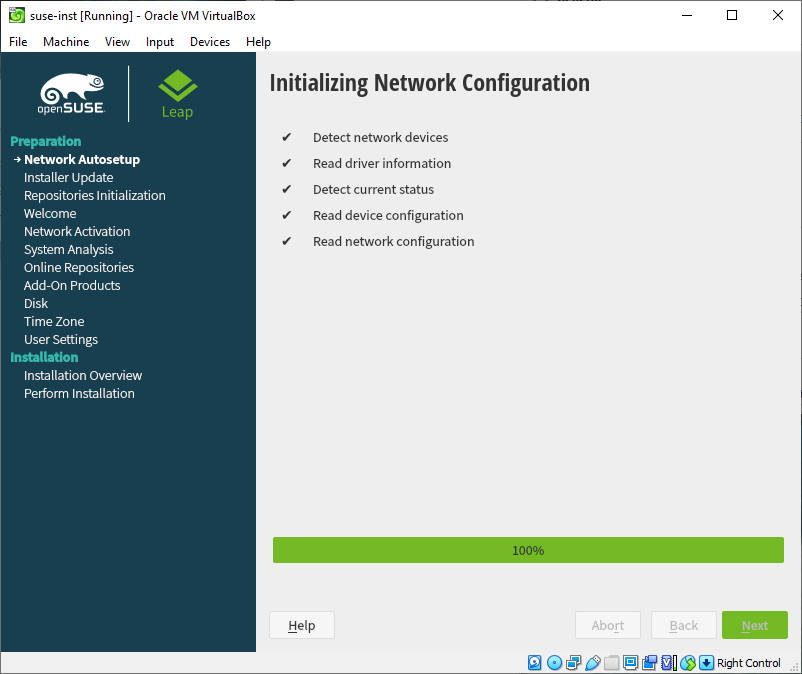 suse-inst [Running] - Oracle VM VirtualBox
File Machine View Input Devices Help
openSUSE
Leap
Preparation
Network Autosetup
Installer Update
Repositories Initialization
Welcome
Network Activation
System Analysis
Online Repositories
Add-On Products
Disk
Time Zone
User Settings
Installation
Installation Overview
Perform Installation
Initializing Network Configuration
✔ Detect network devices
✔ Read driver information
✔ Detect current status
✔ Read device configuration
✔ Read network configuration
100%
Help Abort Back Next
Right Control